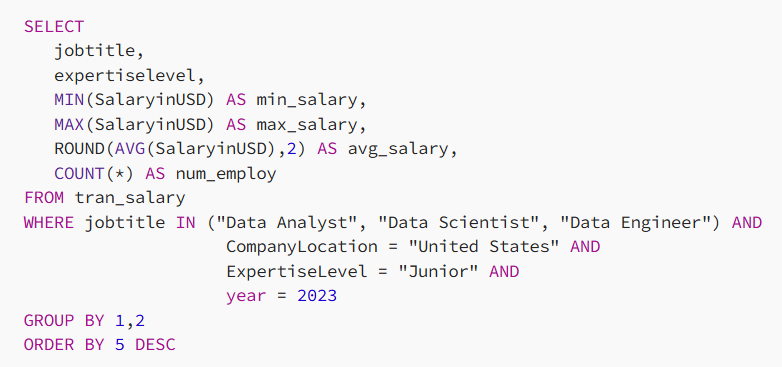 SELECT
jobtitle,
expertiselevel,
MIN(SalaryinUSD) AS min_salary,
MAX(SalaryinUSD) AS max_salary,
ROUND(AVG(SalaryinUSD),2) AS avg_salary,
COUNT(*) AS num_employ
FROM tran_salary
WHERE jobtitle IN ("Data Analyst", "Data Scientist", "Data Engineer") AND
CompanyLocation = "United States" AND
ExpertiseLevel = "Junior" AND
year = 2023
GROUP BY 1,2
ORDER BY 5 DESC